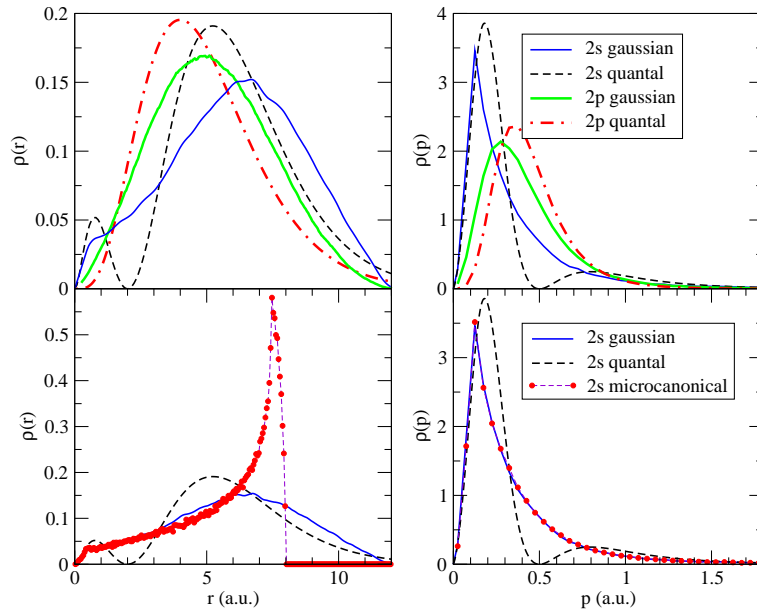 0.2
0.15
0.1
0.05
0
ρ(r)
3
2
1
0
ρ(p)
2s gaussian
2s quantal
2p gaussian
2p quantal
0.5
0.4
0.3
0.2
0.1
0
ρ(r)
0 5 10
r (a.u.)
3
2
1
0
ρ(p)
2s gaussian
2s quantal
2s microcanonical
0 0.5 1 1.5
p (a.u.)